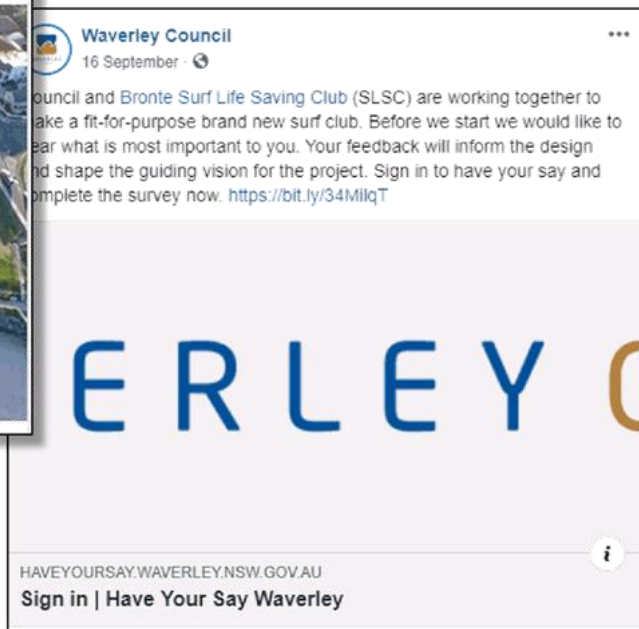 Waverley Council
16 September ·
ouncil and Bronte Surf Life Saving Club (SLSC) are working together to
ake a fit-for-purpose brand new surf club. Before we start we would like to
ear what is most important to you. Your feedback will inform the design
nd shape the guiding vision for the project. Sign in to have your say and
omplete the survey now. https://bit.ly/34MilqT
ERLEY C
i
HAVEYOURSAY.WAVERLEY.NSW.GOV.AU
Sign in | Have Your Say Waverley